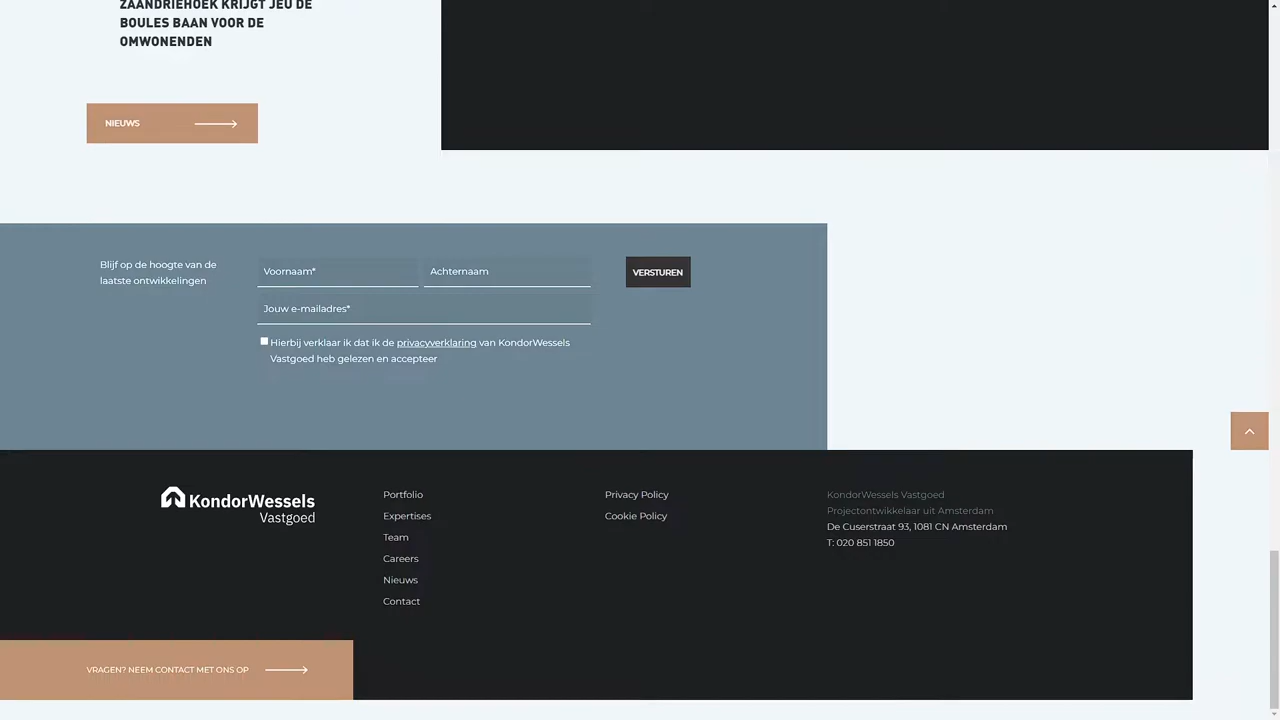 ZAANDRIEHOEK KRIJGT JEU DE
BOULES BAAN VOOR DE
OMWONENDEN
NIEUWS
Blijf op de hoogte van de
laatste ontwikkelingen
Voornaam*
Achternaam
VERSTUREN
Jouw e-mailadres*
Hierbij verklaar ik dat ik de privacyverklaring van KondorWessels
Vastgoed heb gelezen en accepteer
KondorWessels
Vastgoed
Portfolio
Expertises
Team
Careers
Nieuws
Contact
Privacy Policy
Cookie Policy
KondorWessels Vastgoed
Projectontwikkelaar uit Amsterdam
De Cuserstraat 93, 1081 CN Amsterdam
T: 020 851 1850
VRAGEN? NEEM CONTACT MET ONS OP